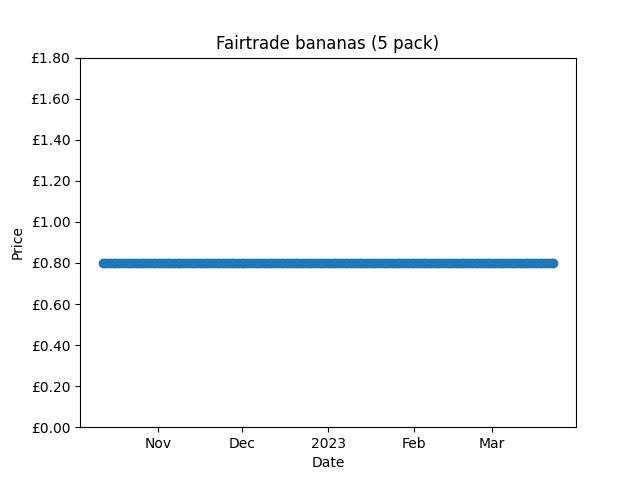 Fairtrade bananas (5 pack)
£1.80
£1.60
£1.40
£1.20
£1.00
£0.80
£0.60
£0.40
£0.20
£0.00
Price
Nov Dec 2023 Feb Mar
Date